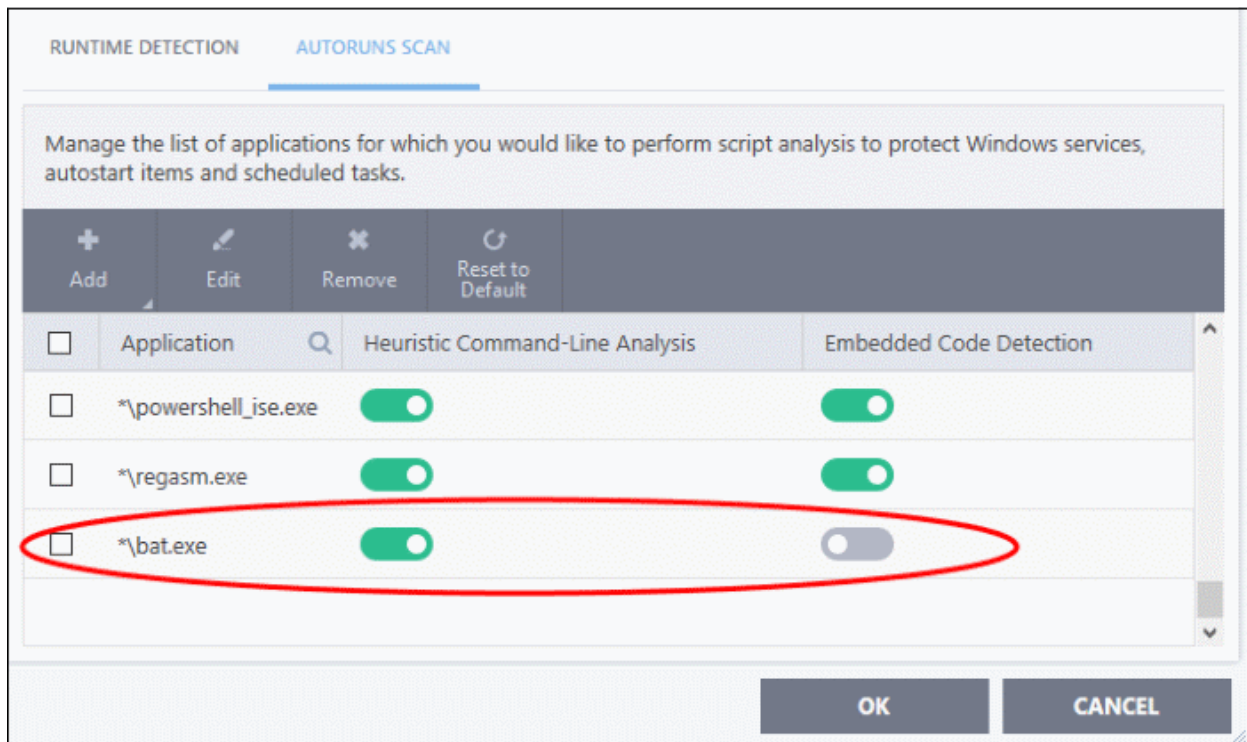 RUNTIME DETECTION AUTORUNS SCAN
Manage the list of applications for which you would like to perform script analysis to protect Windows services,
autostart items and scheduled tasks.
Add Edit Remove Reset to
Default
Application Heuristic Command-Line Analysis Embedded Code Detection
*\powershell_ise.exe
*\regasm.exe
*\bat.exe
OK CANCEL